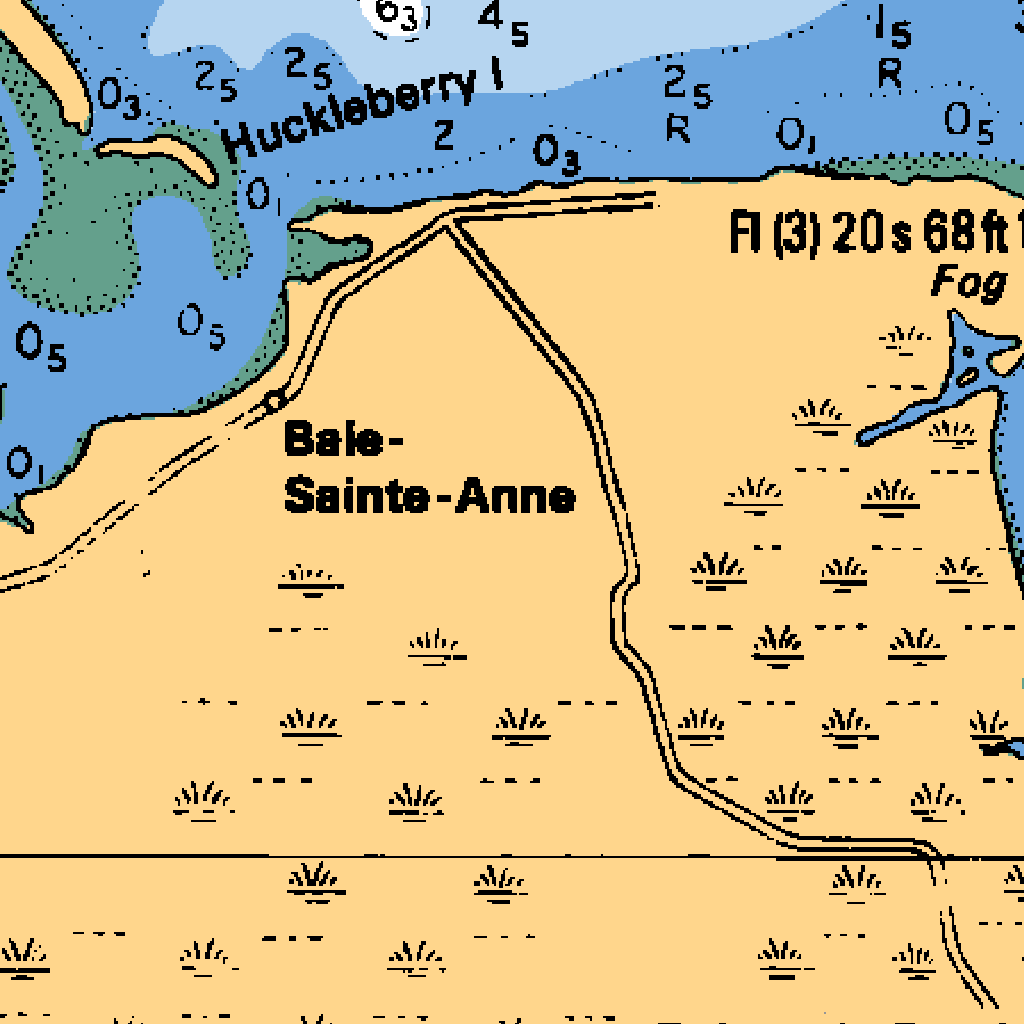 6₃
4₅
1₅
R
2₅
2₅
2₅
R
0₃
Huckleberry I
2
0₃
0₁
0₅
0₁
Fl (3) 20s 68ft
Fog
0₅
0₅
0₁
Baie-
Sainte-Anne